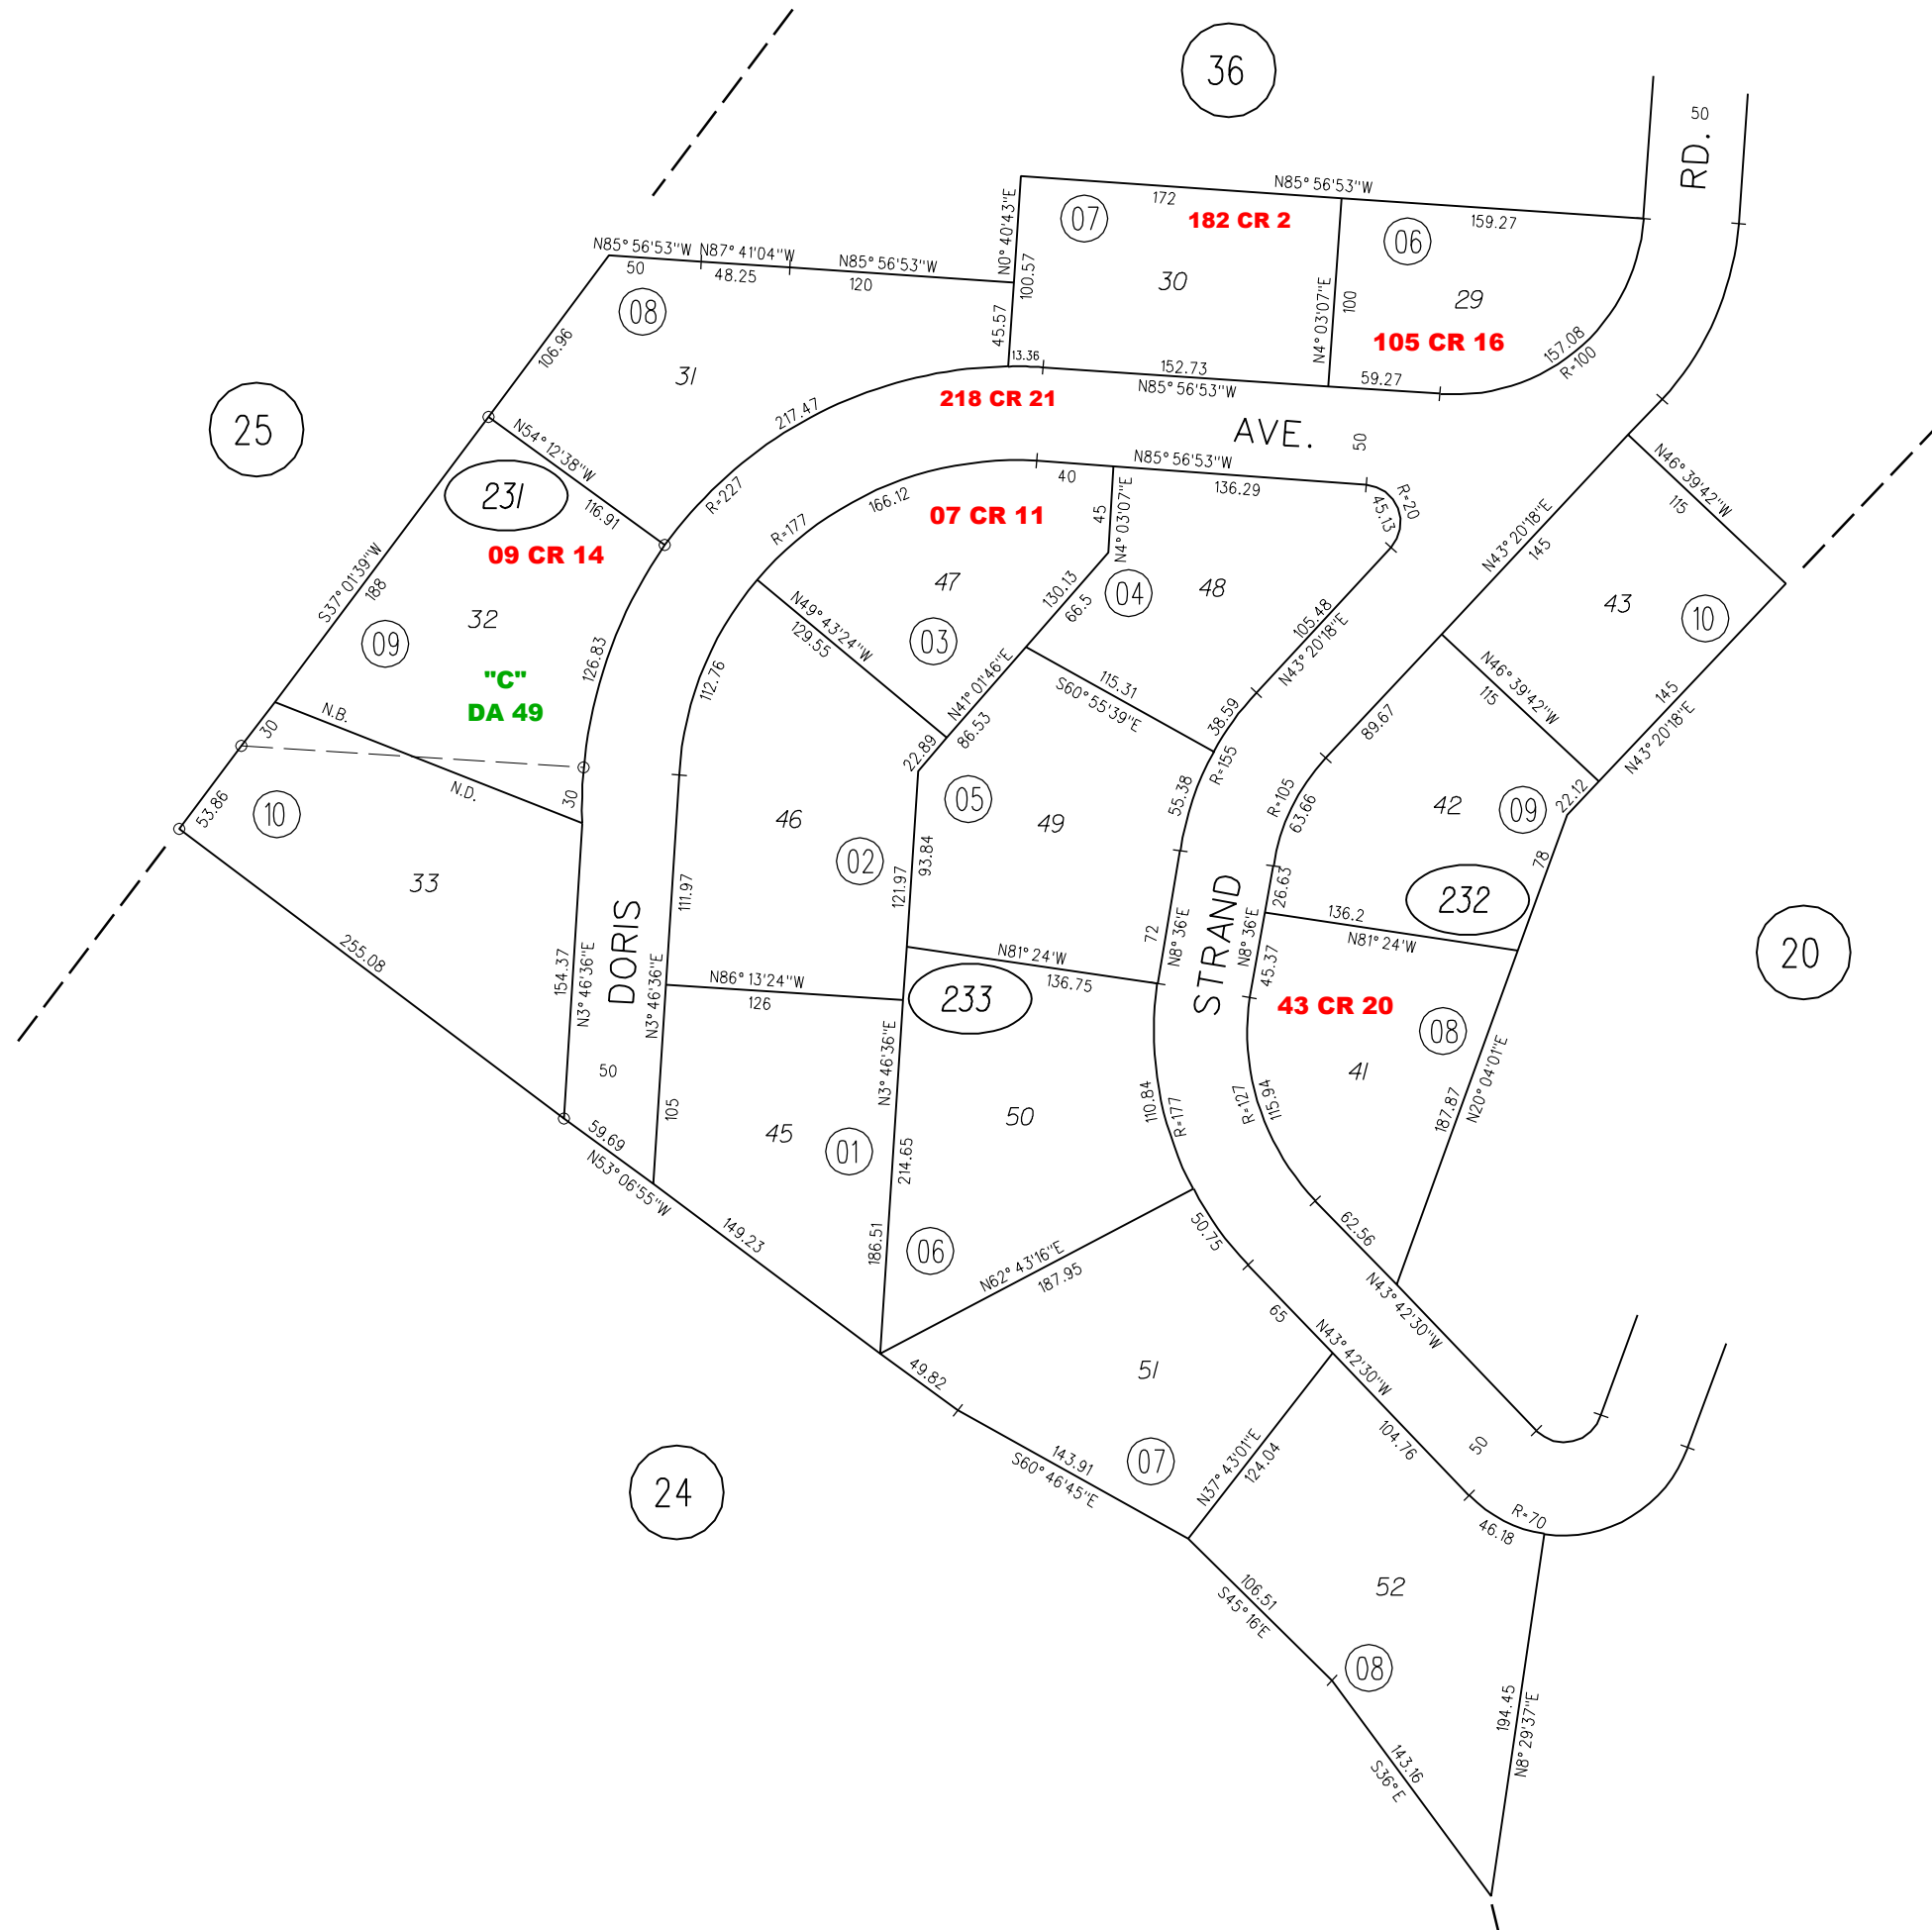 36
50
RD.
N85°56'53"W
172
07
182 CR 2
159.27
06
N0°40'43"E
100.57
30
29
N4°03'07"E
100
105 CR 16
157.08
R=100
N85°56'53"W
N87°41'04"W
N85°56'53"W
50
48.25
120
08
45.57
13.36
152.73
N85°56'53"W
59.27
106.96
31
218 CR 21
217.47
AVE.
50
25
N54°12'38"W
116.91
231
R=227
09 CR 14
N85°56'53"W
40
136.29
R=20
45.13
166.12
R=177
07 CR 11
45
N4°03'07"E
N46°39'42"W
115
N43°20'18"E
145
S37°01'39"W
188
32
09
126.83
"C"
DA 49
47
03
130.13
66.5
04
48
N49°43'24"W
129.55
105.48
N43°20'18"E
43
10
N46°39'42"W
115
145
N43°20'18"E
N.B.
30
N.D.
30
112.76
N41°01'46"E
86.53
22.89
115.31
S60°55'39"E
38.59
R=155
55.38
89.67
R=105
63.66
22.12
42
09
53.86
10
33
46
02
05
49
93.84
121.97
111.97
78
232
26.63
136.2
N81°24'W
N8°36'E
72
STRAND
N8°36'E
45.37
20
255.08
154.37
N3°46'36"E
DORIS
N3°46'36"E
N86°13'24"W
126
N81°24'W
136.75
233
43 CR 20
08
41
50
105
N3°46'36"E
50
110.84
R=177
R=127
115.94
187.87
N20°04'01"E
59.69
N53°06'55"W
45
01
214.65
186.51
06
149.23
N62°43'16"E
187.95
50.75
62.56
N43°42'30"W
65
N43°42'30"W
49.82
51
07
143.91
S60°46'45"E
N37°43'01"E
124.04
104.76
50
24
R=70
46.18
52
106.51
S45°16'E
08
194.45
N8°29'37"E
143.16
S36°E